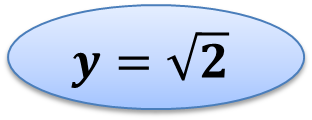 y = √2